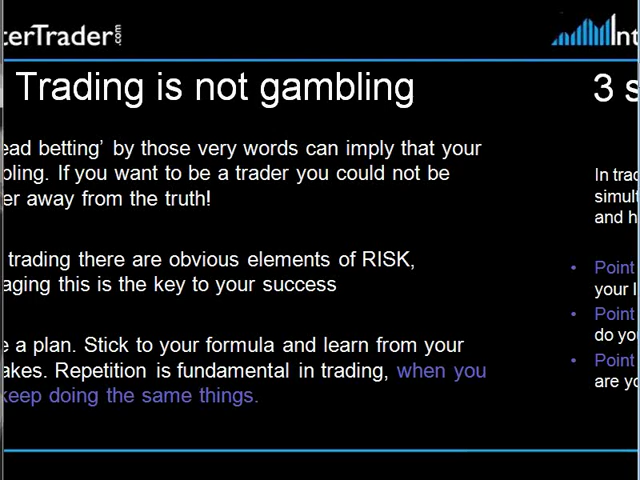 terTrader.com
Trading is not gambling
ead betting' by those very words can imply that your
bling. If you want to be a trader you could not be
er away from the truth!
trading there are obvious elements of RISK,
aging this is the key to your success
e a plan. Stick to your formula and learn from your
akes. Repetition is fundamental in trading, when you
keep doing the same things.
Int
3 s
In trad
simult
and h
• Point
your l
• Point
do you
• Point
are yo